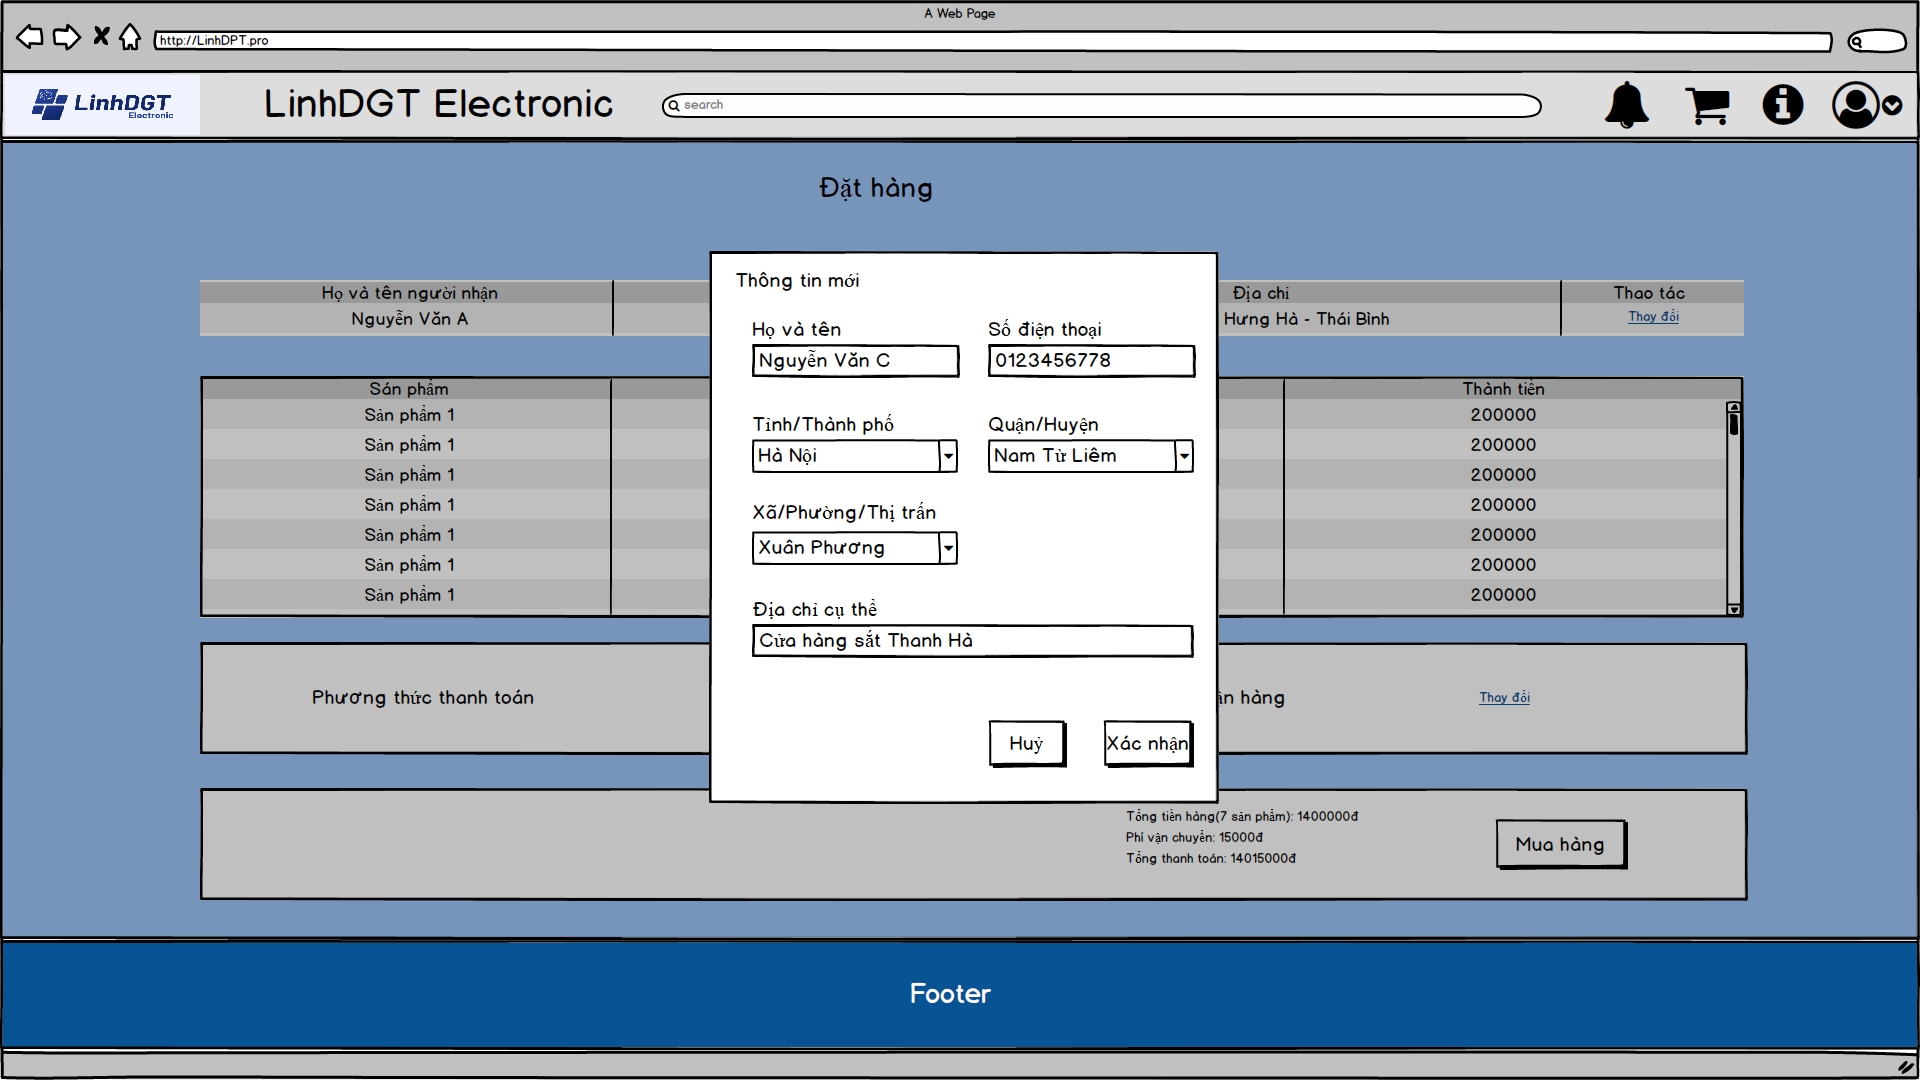 A Web Page
http://LinhDPT.pro
LinhDGT
Electronic
LinhDGT Electronic
search
Đặt hàng
Họ và tên người nhận
Địa chỉ
Thao tác
Nguyễn Văn A
Hưng Hà - Thái Bình
Thay đổi
Thông tin mới
Họ và tên
Số điện thoại
Nguyễn Văn C
0123456778
Tỉnh/Thành phố
Quận/Huyện
Hà Nội
Nam Từ Liêm
Xã/Phường/Thị trấn
Xuân Phương
Địa chỉ cụ thể
Cửa hàng sắt Thanh Hà
Huỷ
Xác nhận
Sản phẩm
Thành tiền
Sản phẩm 1
200000
Sản phẩm 1
200000
Sản phẩm 1
200000
Sản phẩm 1
200000
Sản phẩm 1
200000
Sản phẩm 1
200000
Sản phẩm 1
200000
Phương thức thanh toán
hàng
Thay đổi
Tổng tiền hàng(7 sản phẩm): 1400000đ
Phí vận chuyển: 15000đ
Tổng thanh toán: 14015000đ
Mua hàng
Footer